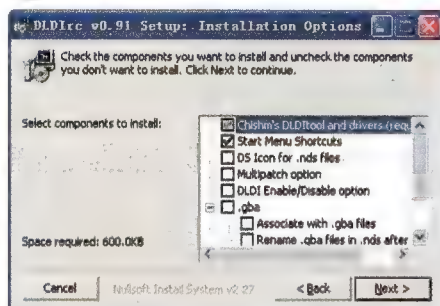 DLDIrc v0.91 Setup: Installation Options
Check the components you want to install and uncheck the components
you don't want to install. Click Next to continue.
Select components to install:
Chishm's DLDItool and drivers (requ
Start Menu Shortcuts
DS Icon for .nds files
Multipatch option
DLDI Enable/Disable option
.gba
Associate with .gba files
Rename .gba files in .nds after
Space required: 600.0KB
Cancel
Nullsoft Install System v2.27
< Back
Next >